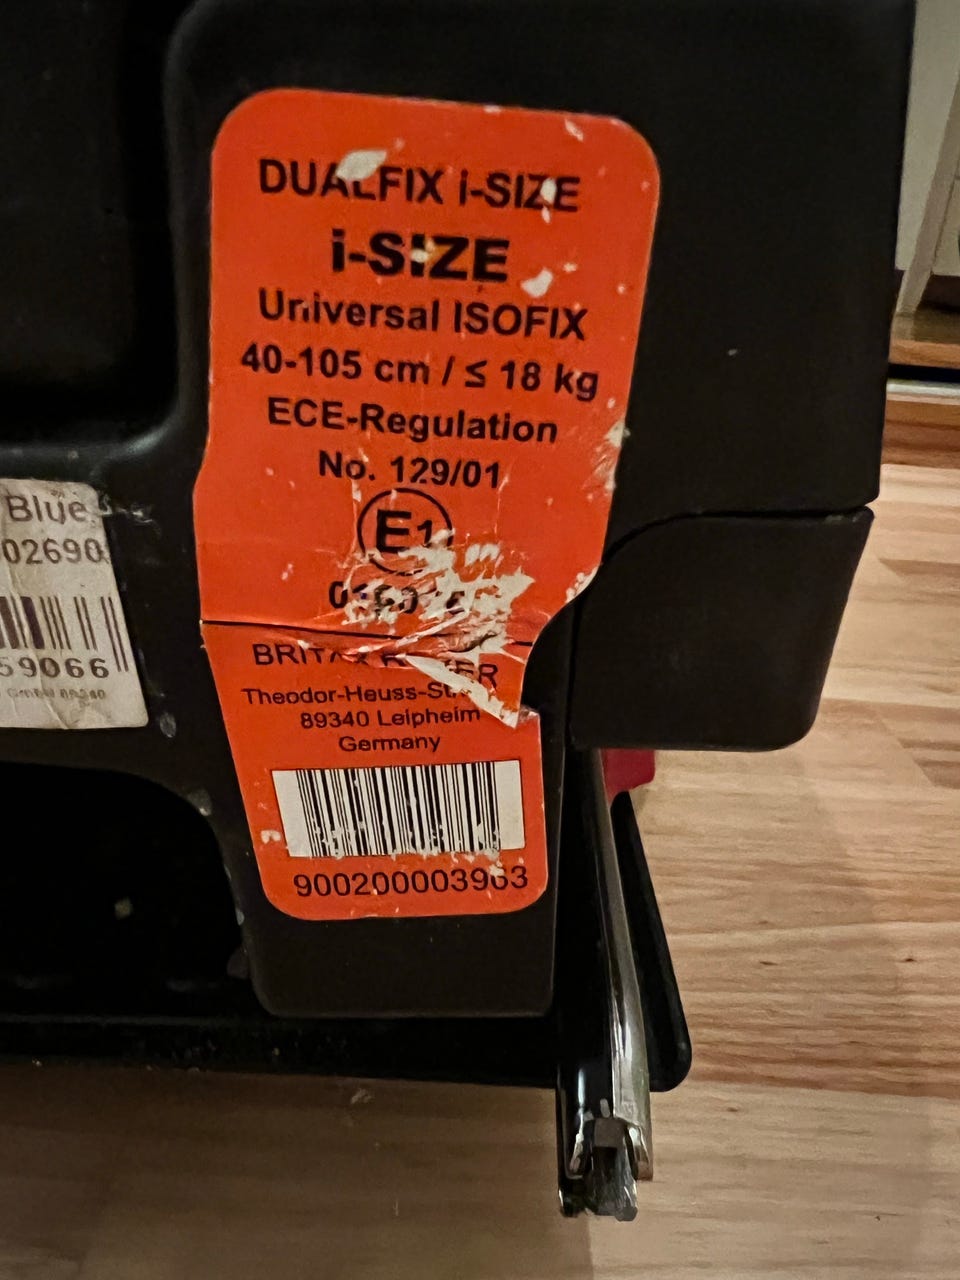 DUALFIX i-SIZE
i-SIZE
Universal ISOFIX
40-105 cm / ≤ 18 kg
ECE-Regulation
No. 129/01
E1
Theodor-Heuss-
89340 Leipheim
Germany
900200003963
Blue
02690
59066